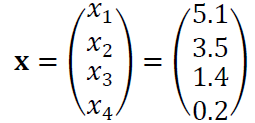 x = (x₁ x₂ x₃ x₄) = (5.1 3.5 1.4 0.2)